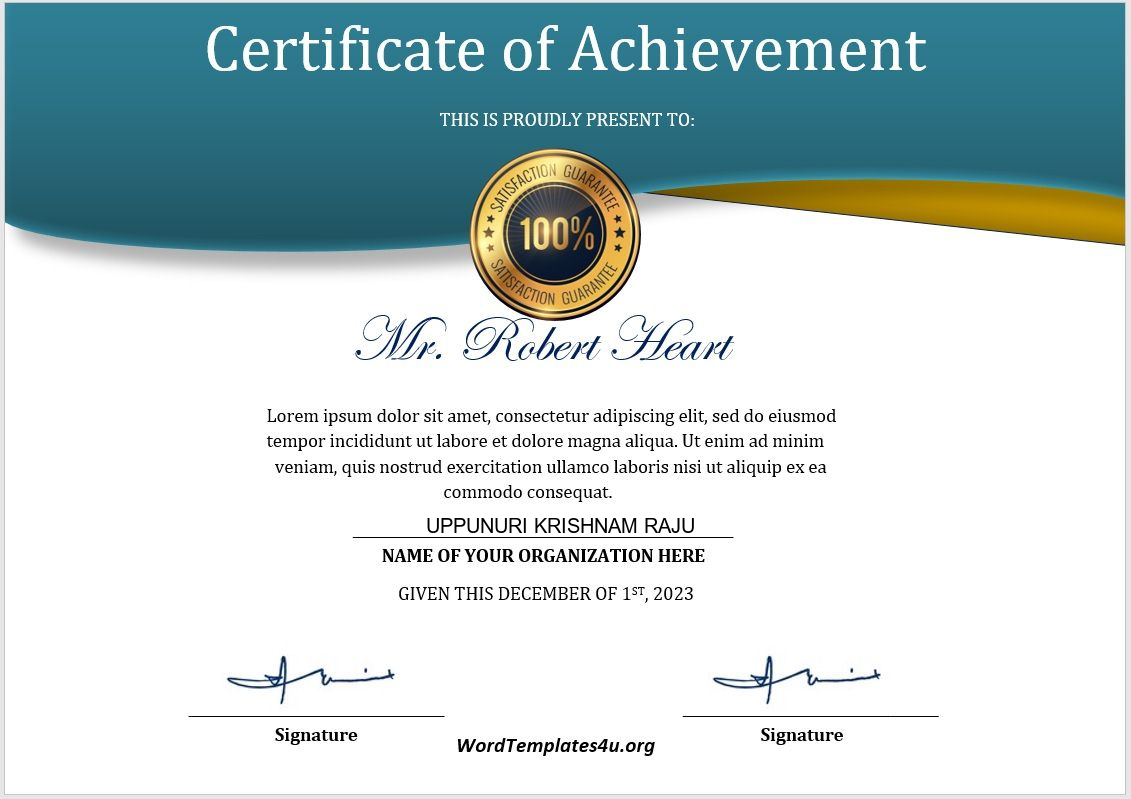 Certificate of Achievement
THIS IS PROUDLY PRESENT TO:
SATISFACTION GUARANTEE
100%
SATISFACTION GUARANTEE
Mr. Robert Heart
Lorem ipsum dolor sit amet, consectetur adipiscing elit, sed do eiusmod
tempor incididunt ut labore et dolore magna aliqua. Ut enim ad minim
veniam, quis nostrud exercitation ullamco laboris nisi ut aliquip ex ea
commodo consequat.
UPPUNURI KRISHNAM RAJU
NAME OF YOUR ORGANIZATION HERE
GIVEN THIS DECEMBER OF 1ST, 2023
Signature
Signature
WordTemplates4u.org